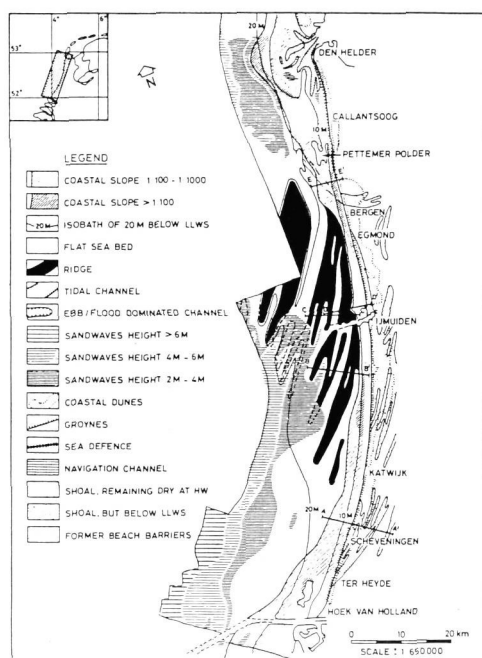 4°
6°
53°
52°
N
20 M
DEN HELDER
CALLANTSOOG
10 M
PETTEMER POLDER
E
E'
BERGEN
EGMOND
C
IJMUIDEN
B
B'
KATWIJK
20 M
A
10 M
A'
SCHEVENINGEN
TER HEYDE
HOEK VAN HOLLAND
LEGEND
COASTAL SLOPE 1:100 - 1:1000
COASTAL SLOPE > 1:100
20 M ISOBATH OF 20 M BELOW LLWS
FLAT SEA BED
RIDGE
TIDAL CHANNEL
EBB/FLOOD DOMINATED CHANNEL
SANDWAVES HEIGHT > 6M
SANDWAVES HEIGHT 4M - 6M
SANDWAVES HEIGHT 2M - 4M
COASTAL DUNES
GROYNES
SEA DEFENCE
NAVIGATION CHANNEL
SHOAL, REMAINING DRY AT HW
SHOAL, BUT BELOW LLWS
FORMER BEACH BARRIERS
0 10 20 km
SCALE 1:650000